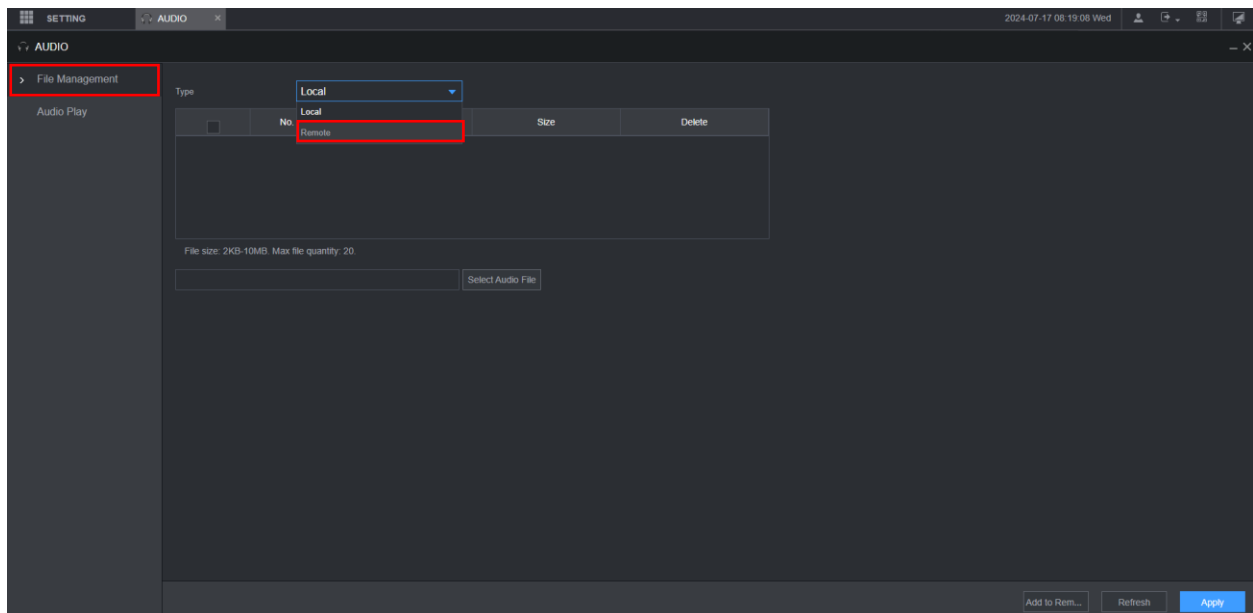 SETTING AUDIO × 2024-07-17 08:19:08 Wed
AUDIO
File Management
Audio Play
Type Local
Local
Remote
No. Size Delete
File size: 2KB-10MB. Max file quantity: 20.
Select Audio File
Add to Rem... Refresh Apply